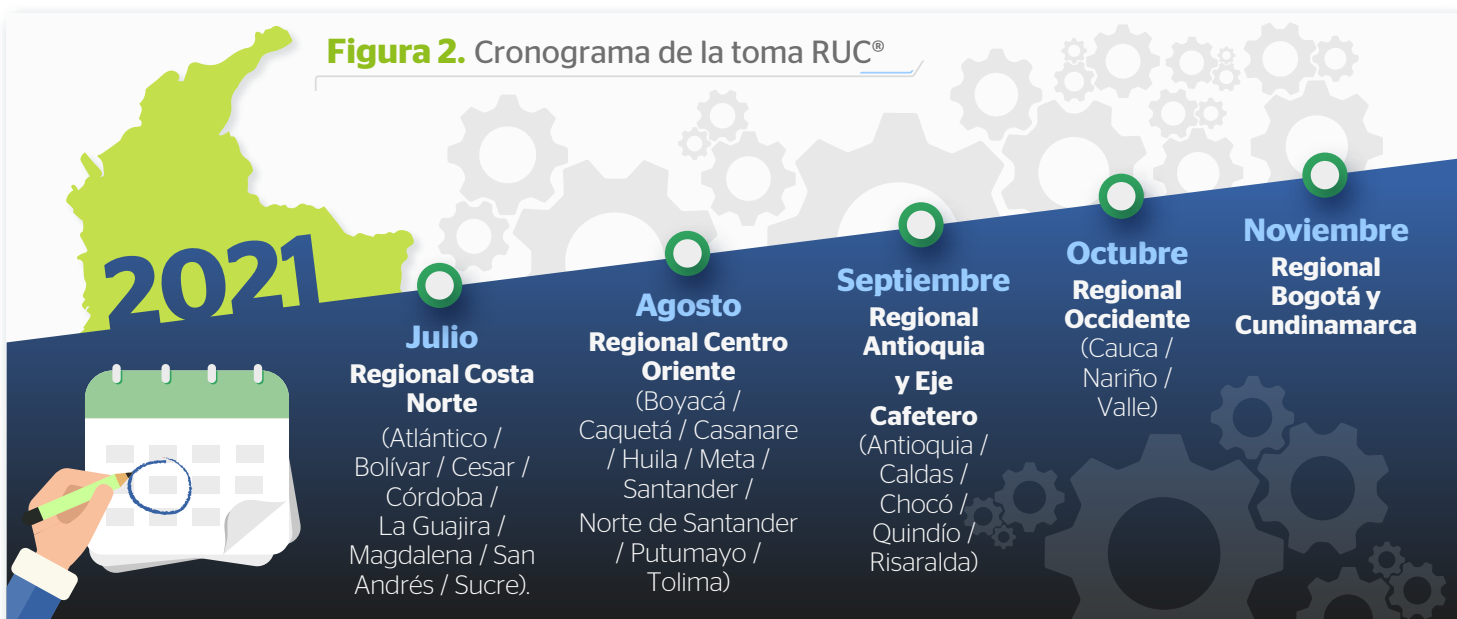 Figura 2. Cronograma de la toma RUC®
2021
Julio
Regional Costa
Norte
(Atlántico /
Bolívar / Cesar /
Córdoba /
La Guajira /
Magdalena / San
Andrés / Sucre).
Agosto
Regional Centro
Oriente
(Boyacá /
Caquetá / Casanare
/ Huila / Meta /
Santander /
Norte de Santander
/ Putumayo /
Tolima)
Septiembre
Regional
Antioquia
y Eje
Cafetero
(Antioquia /
Caldas /
Chocó /
Quindío /
Risaralda)
Octubre
Regional
Occidente
(Cauca /
Nariño /
Valle)
Noviembre
Regional
Bogotá y
Cundinamarca